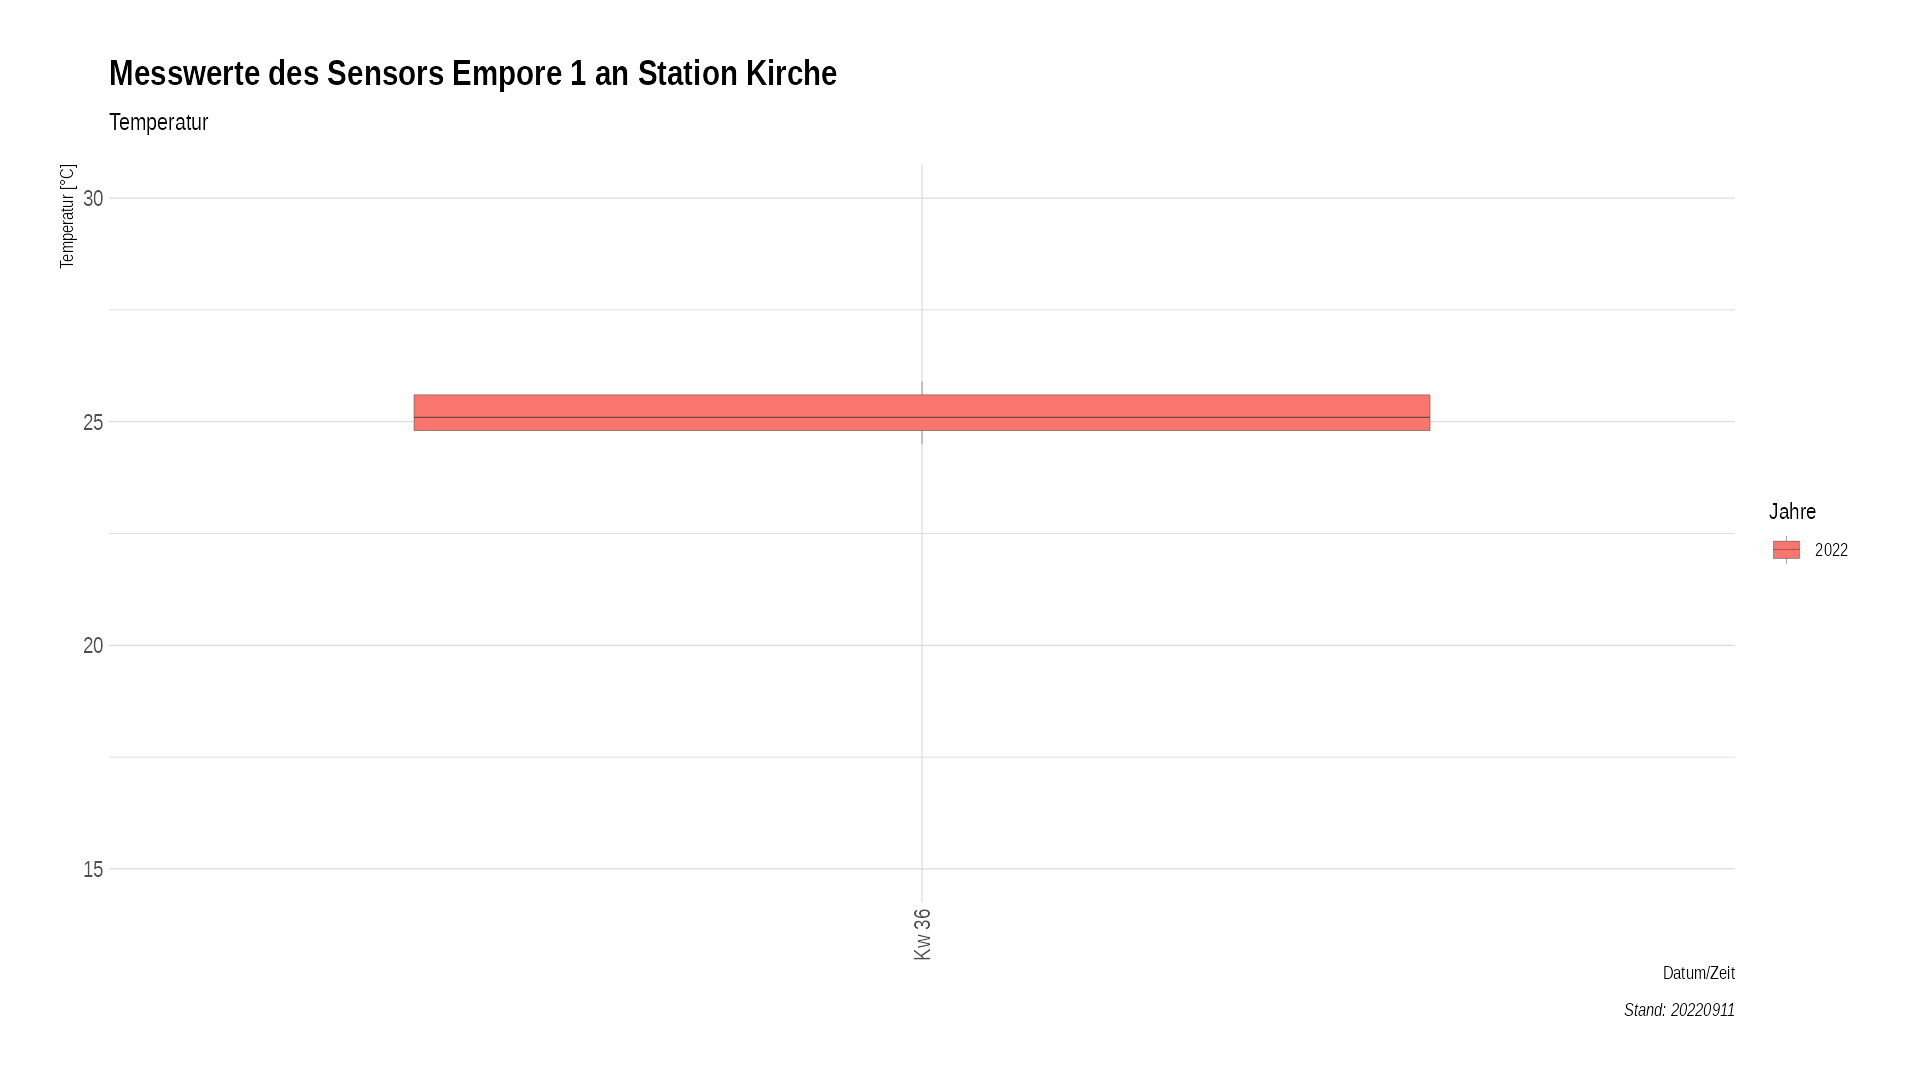 Messwerte des Sensors Empore 1 an Station Kirche
Temperatur
Temperatur [°C]
30
25
20
15
Kw 36
Jahre
2022
Datum/Zeit
Stand: 20220911